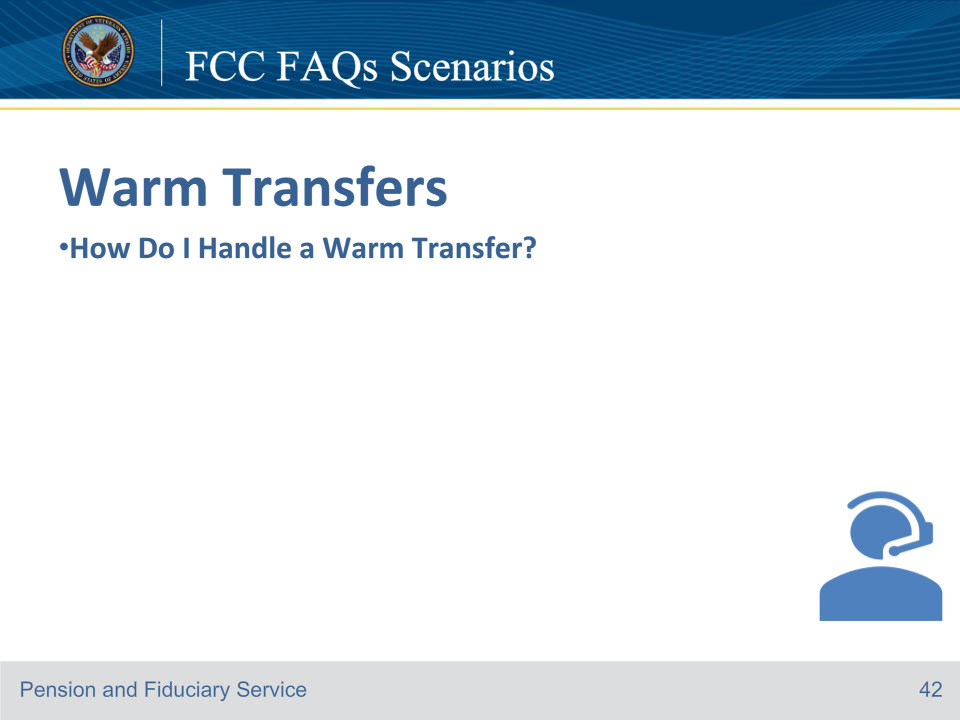 FCC FAQs Scenarios
Warm Transfers
•How Do I Handle a Warm Transfer?
Pension and Fiduciary Service
42